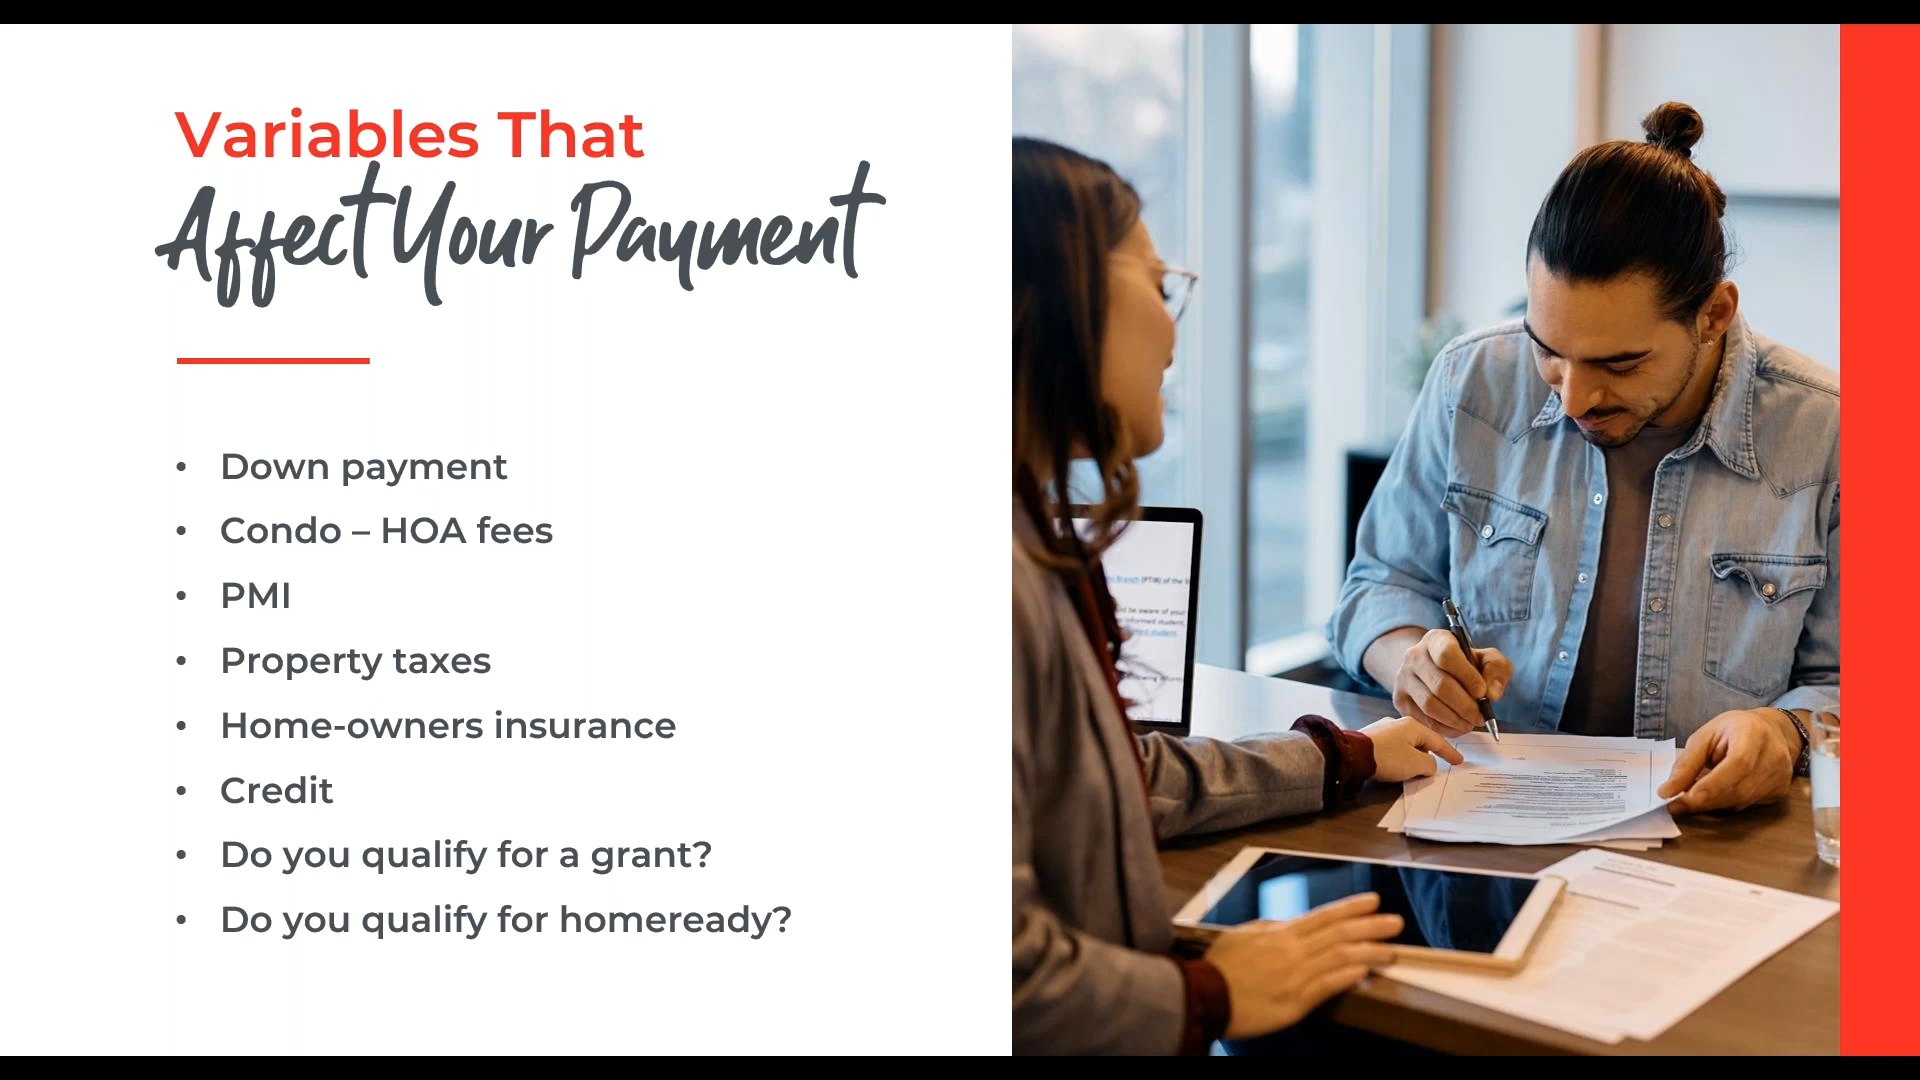 Variables That
Affect Your Payment
• Down payment
• Condo – HOA fees
• PMI
• Property taxes
• Home-owners insurance
• Credit
• Do you qualify for a grant?
• Do you qualify for homeready?